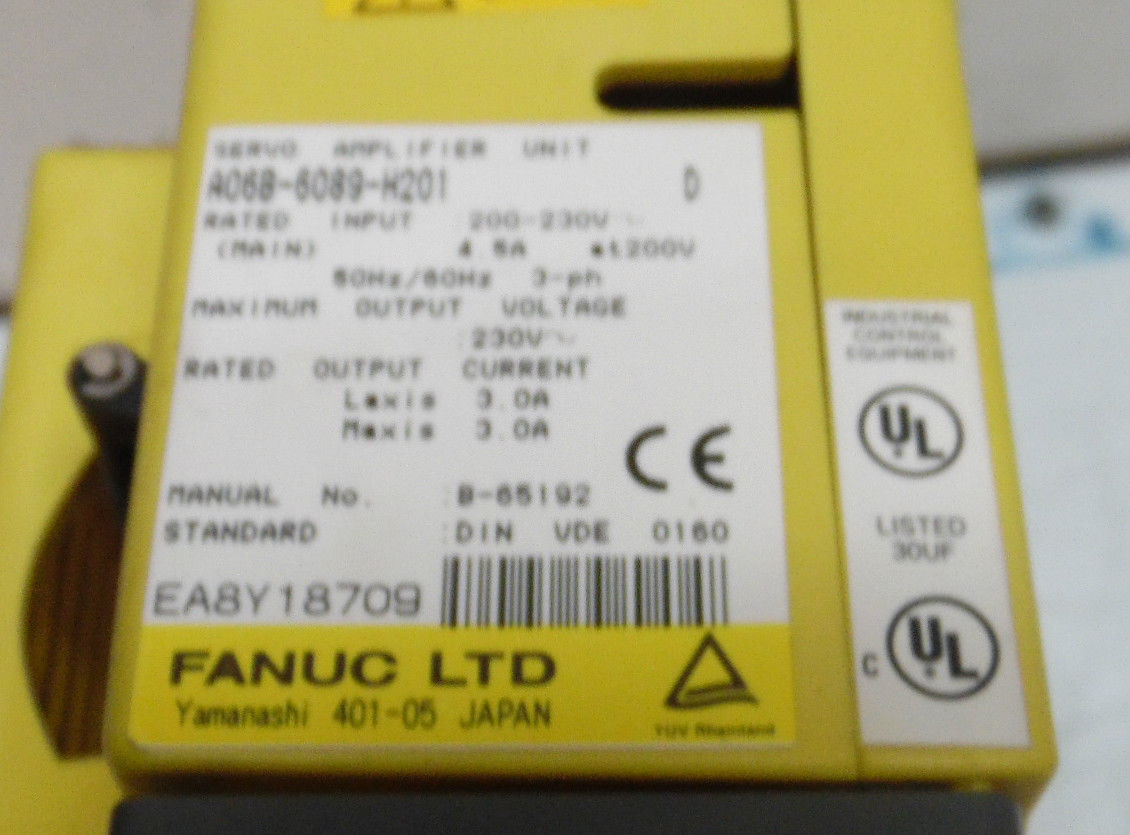 SERVO AMPLIFIER UNIT
A06B-6089-H201 D
RATED INPUT :200-230V~
(MAIN) 4.5A at200V
50Hz/60Hz 3-ph
MAXIMUM OUTPUT VOLTAGE
:230V~
RATED OUTPUT CURRENT
Laxis 3.0A
Maxis 3.0A
CE
MANUAL No. :B-65192
STANDARD :DIN VDE 0160
EA8Y18709
FANUC LTD
Yamanashi 401-05 JAPAN
TÜV Rheinland
INDUSTRIAL
CONTROL
EQUIPMENT
UL
LISTED
30UF
C UL